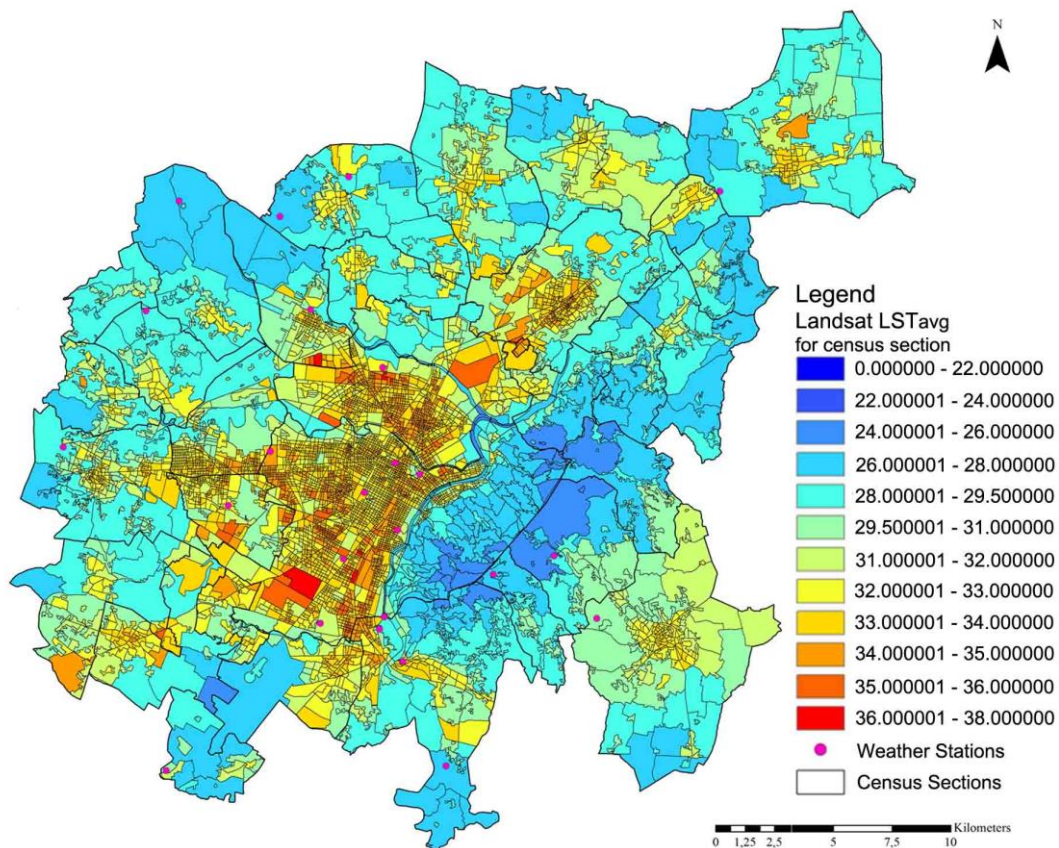 N
Legend
Landsat LSTavg
for census section
0.000000 - 22.000000
22.000001 - 24.000000
24.000001 - 26.000000
26.000001 - 28.000000
28.000001 - 29.500000
29.500001 - 31.000000
31.000001 - 32.000000
32.000001 - 33.000000
33.000001 - 34.000000
34.000001 - 35.000000
35.000001 - 36.000000
36.000001 - 38.000000
Weather Stations
Census Sections
Kilometers
0 1,25 2,5 5 7,5 10